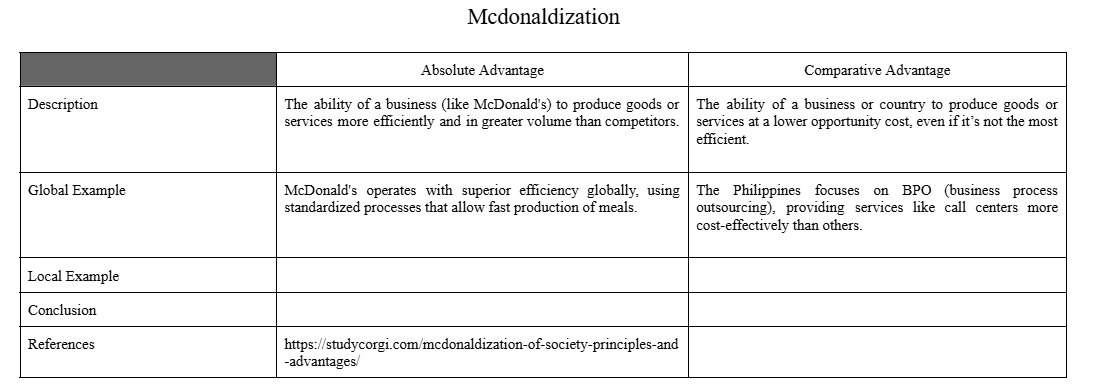 Mcdonaldization
Absolute Advantage
Comparative Advantage
Description
The ability of a business (like McDonald's) to produce goods or
services more efficiently and in greater volume than competitors.
The ability of a business or country to produce goods or
services at a lower opportunity cost, even if it’s not the most
efficient.
Global Example
McDonald's operates with superior efficiency globally, using
standardized processes that allow fast production of meals.
The Philippines focuses on BPO (business process
outsourcing), providing services like call centers more
cost-effectively than others.
Local Example
Conclusion
References
https://studycorgi.com/mcdonaldization-of-society-principles-and
-advantages/